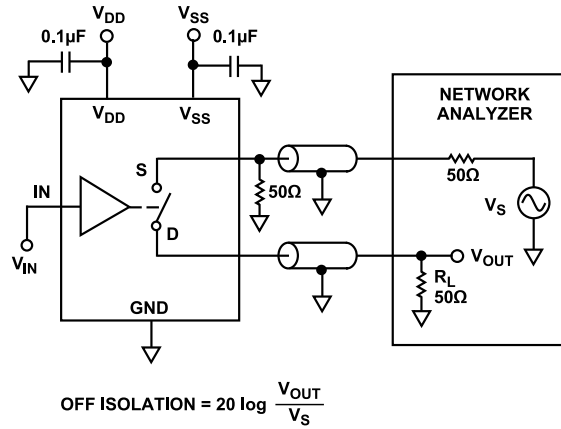 V_DD
V_SS
0.1µF
0.1µF
V_DD
V_SS
NETWORK
ANALYZER
S
50Ω
50Ω
IN
V_S
D
V_IN
V_OUT
R_L
50Ω
GND
OFF ISOLATION = 20 log V_OUT
V_S